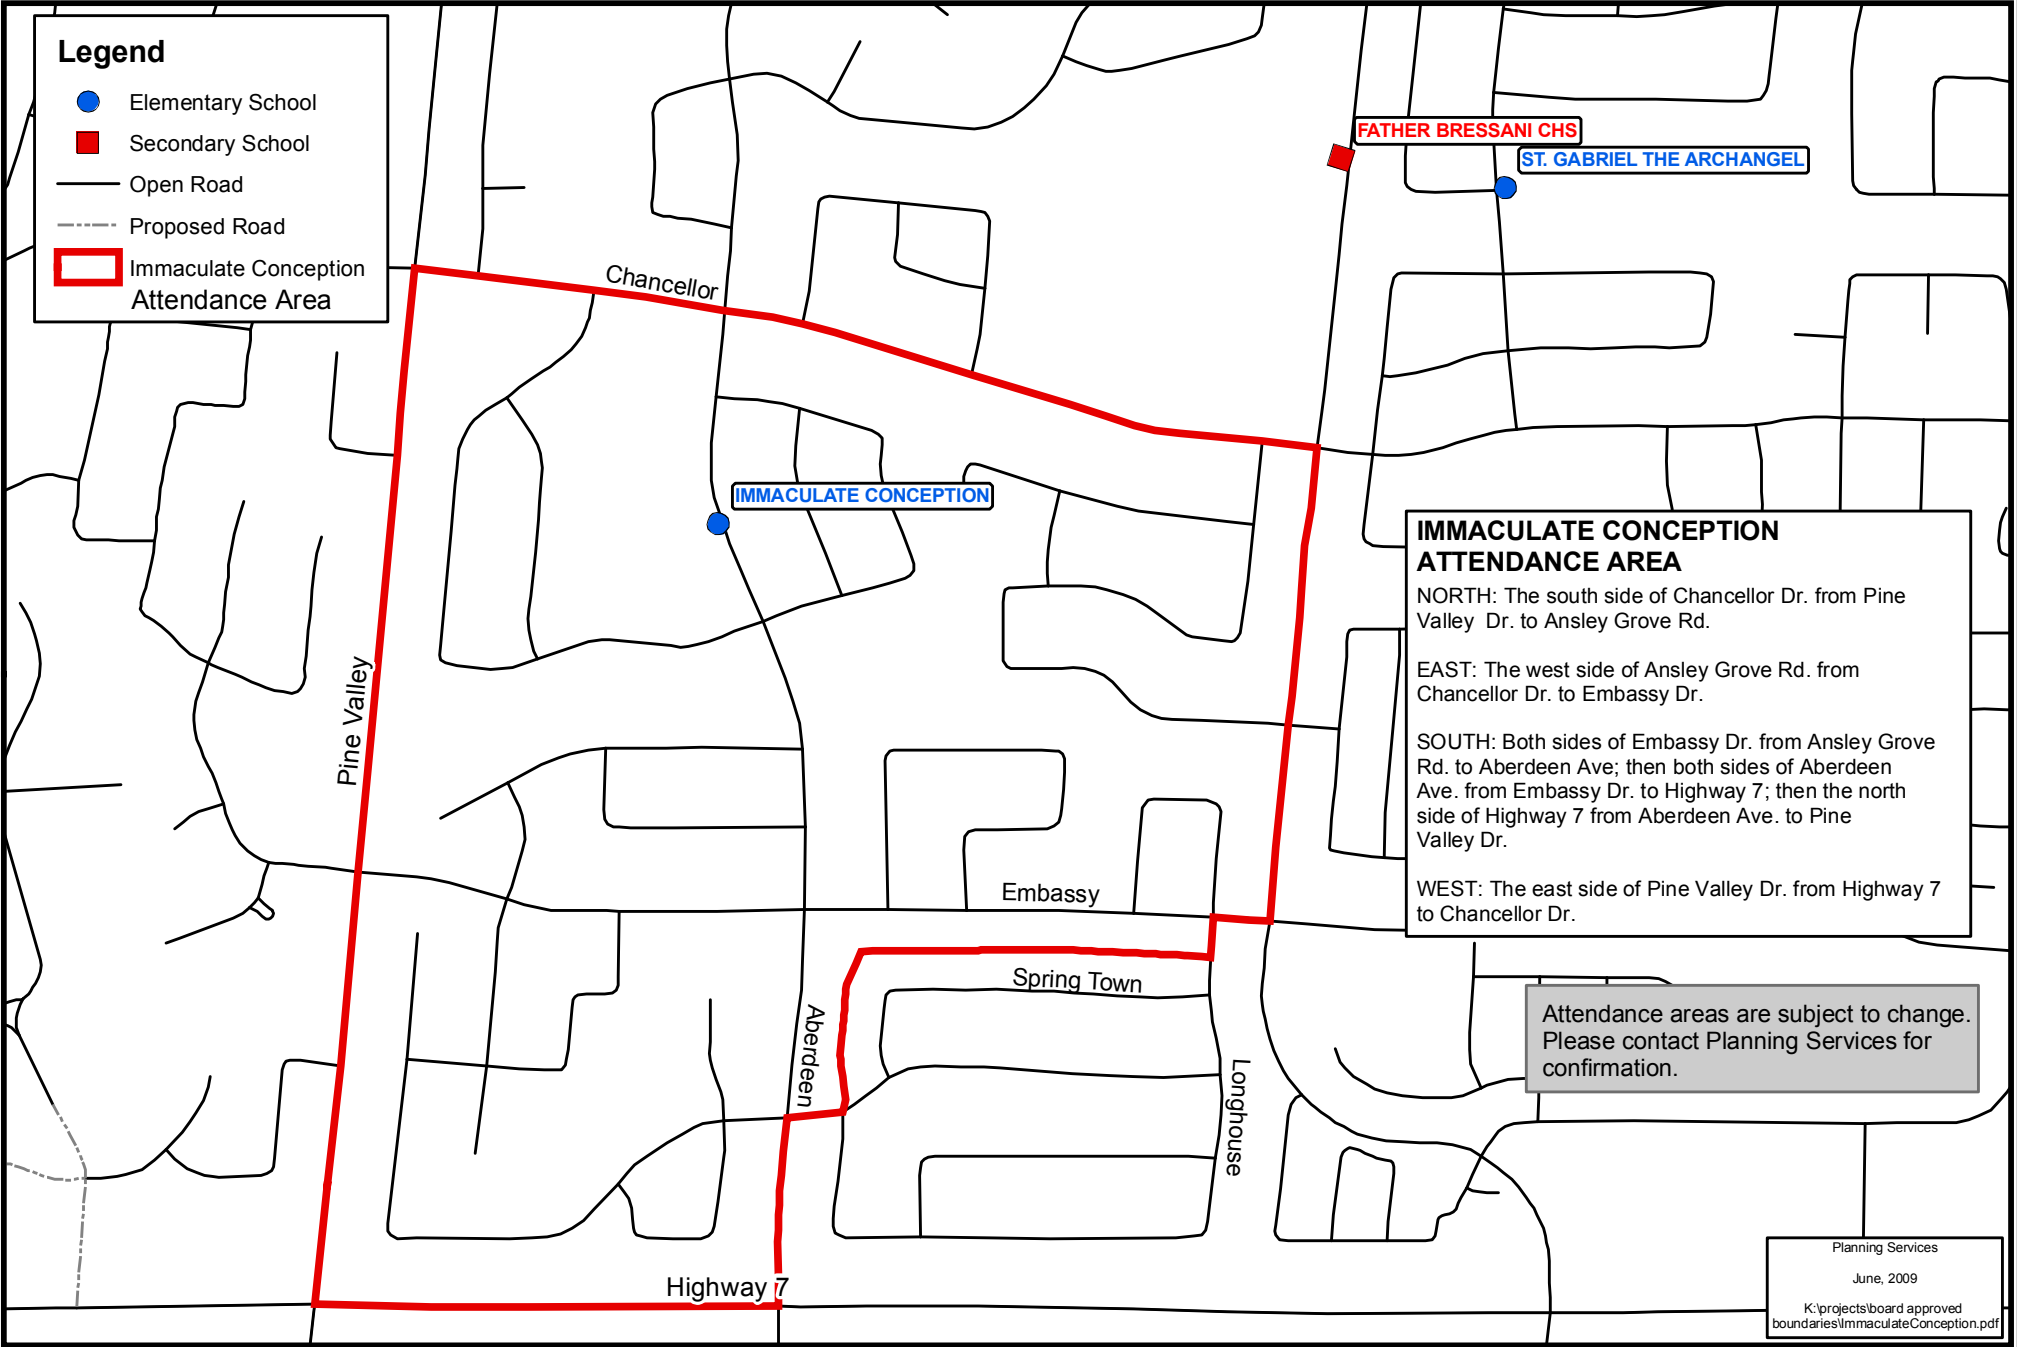 Legend
Elementary School
Secondary School
Open Road
Proposed Road
Immaculate Conception
Attendance Area
FATHER BRESSANI CHS
ST. GABRIEL THE ARCHANGEL
Chancellor
IMMACULATE CONCEPTION
Pine Valley
IMMACULATE CONCEPTION
ATTENDANCE AREA
NORTH: The south side of Chancellor Dr. from Pine
Valley Dr. to Ansley Grove Rd.
EAST: The west side of Ansley Grove Rd. from
Chancellor Dr. to Embassy Dr.
SOUTH: Both sides of Embassy Dr. from Ansley Grove
Rd. to Aberdeen Ave; then both sides of Aberdeen
Ave. from Embassy Dr. to Highway 7; then the north
side of Highway 7 from Aberdeen Ave. to Pine
Valley Dr.
WEST: The east side of Pine Valley Dr. from Highway 7
to Chancellor Dr.
Embassy
Spring Town
Aberdeen
Longhouse
Attendance areas are subject to change.
Please contact Planning Services for
confirmation.
Highway 7
Planning Services
June, 2009
K:\projects\board approved
boundaries\ImmaculateConception.pdf